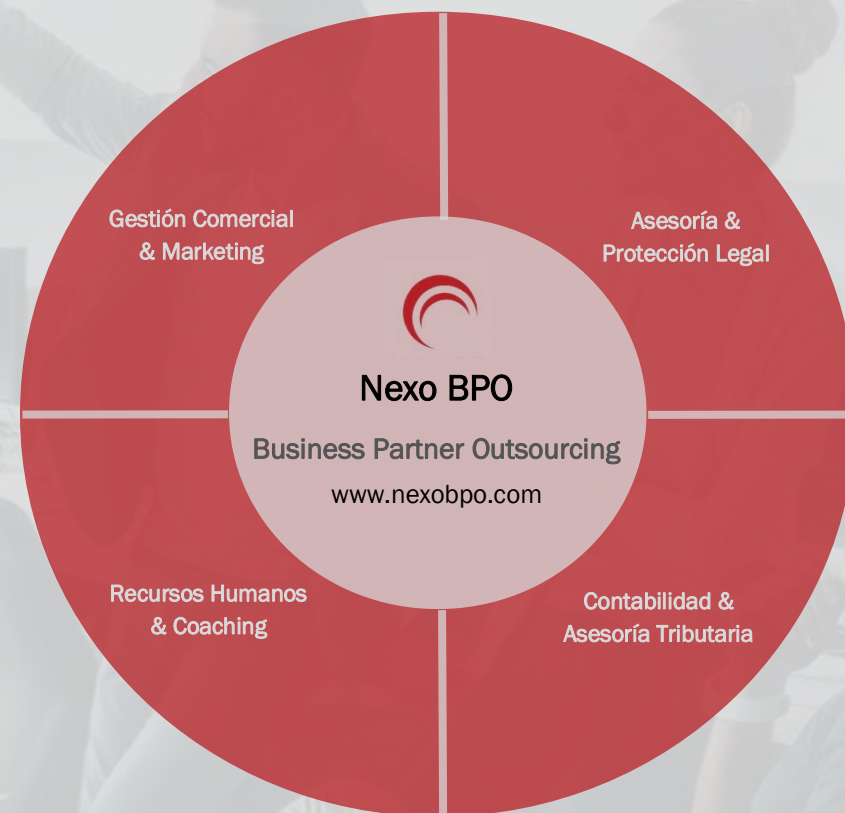 Gestión Comercial
& Marketing
Asesoría &
Protección Legal
Nexo BPO
Business Partner Outsourcing
www.nexobpo.com
Recursos Humanos
& Coaching
Contabilidad &
Asesoría Tributaria